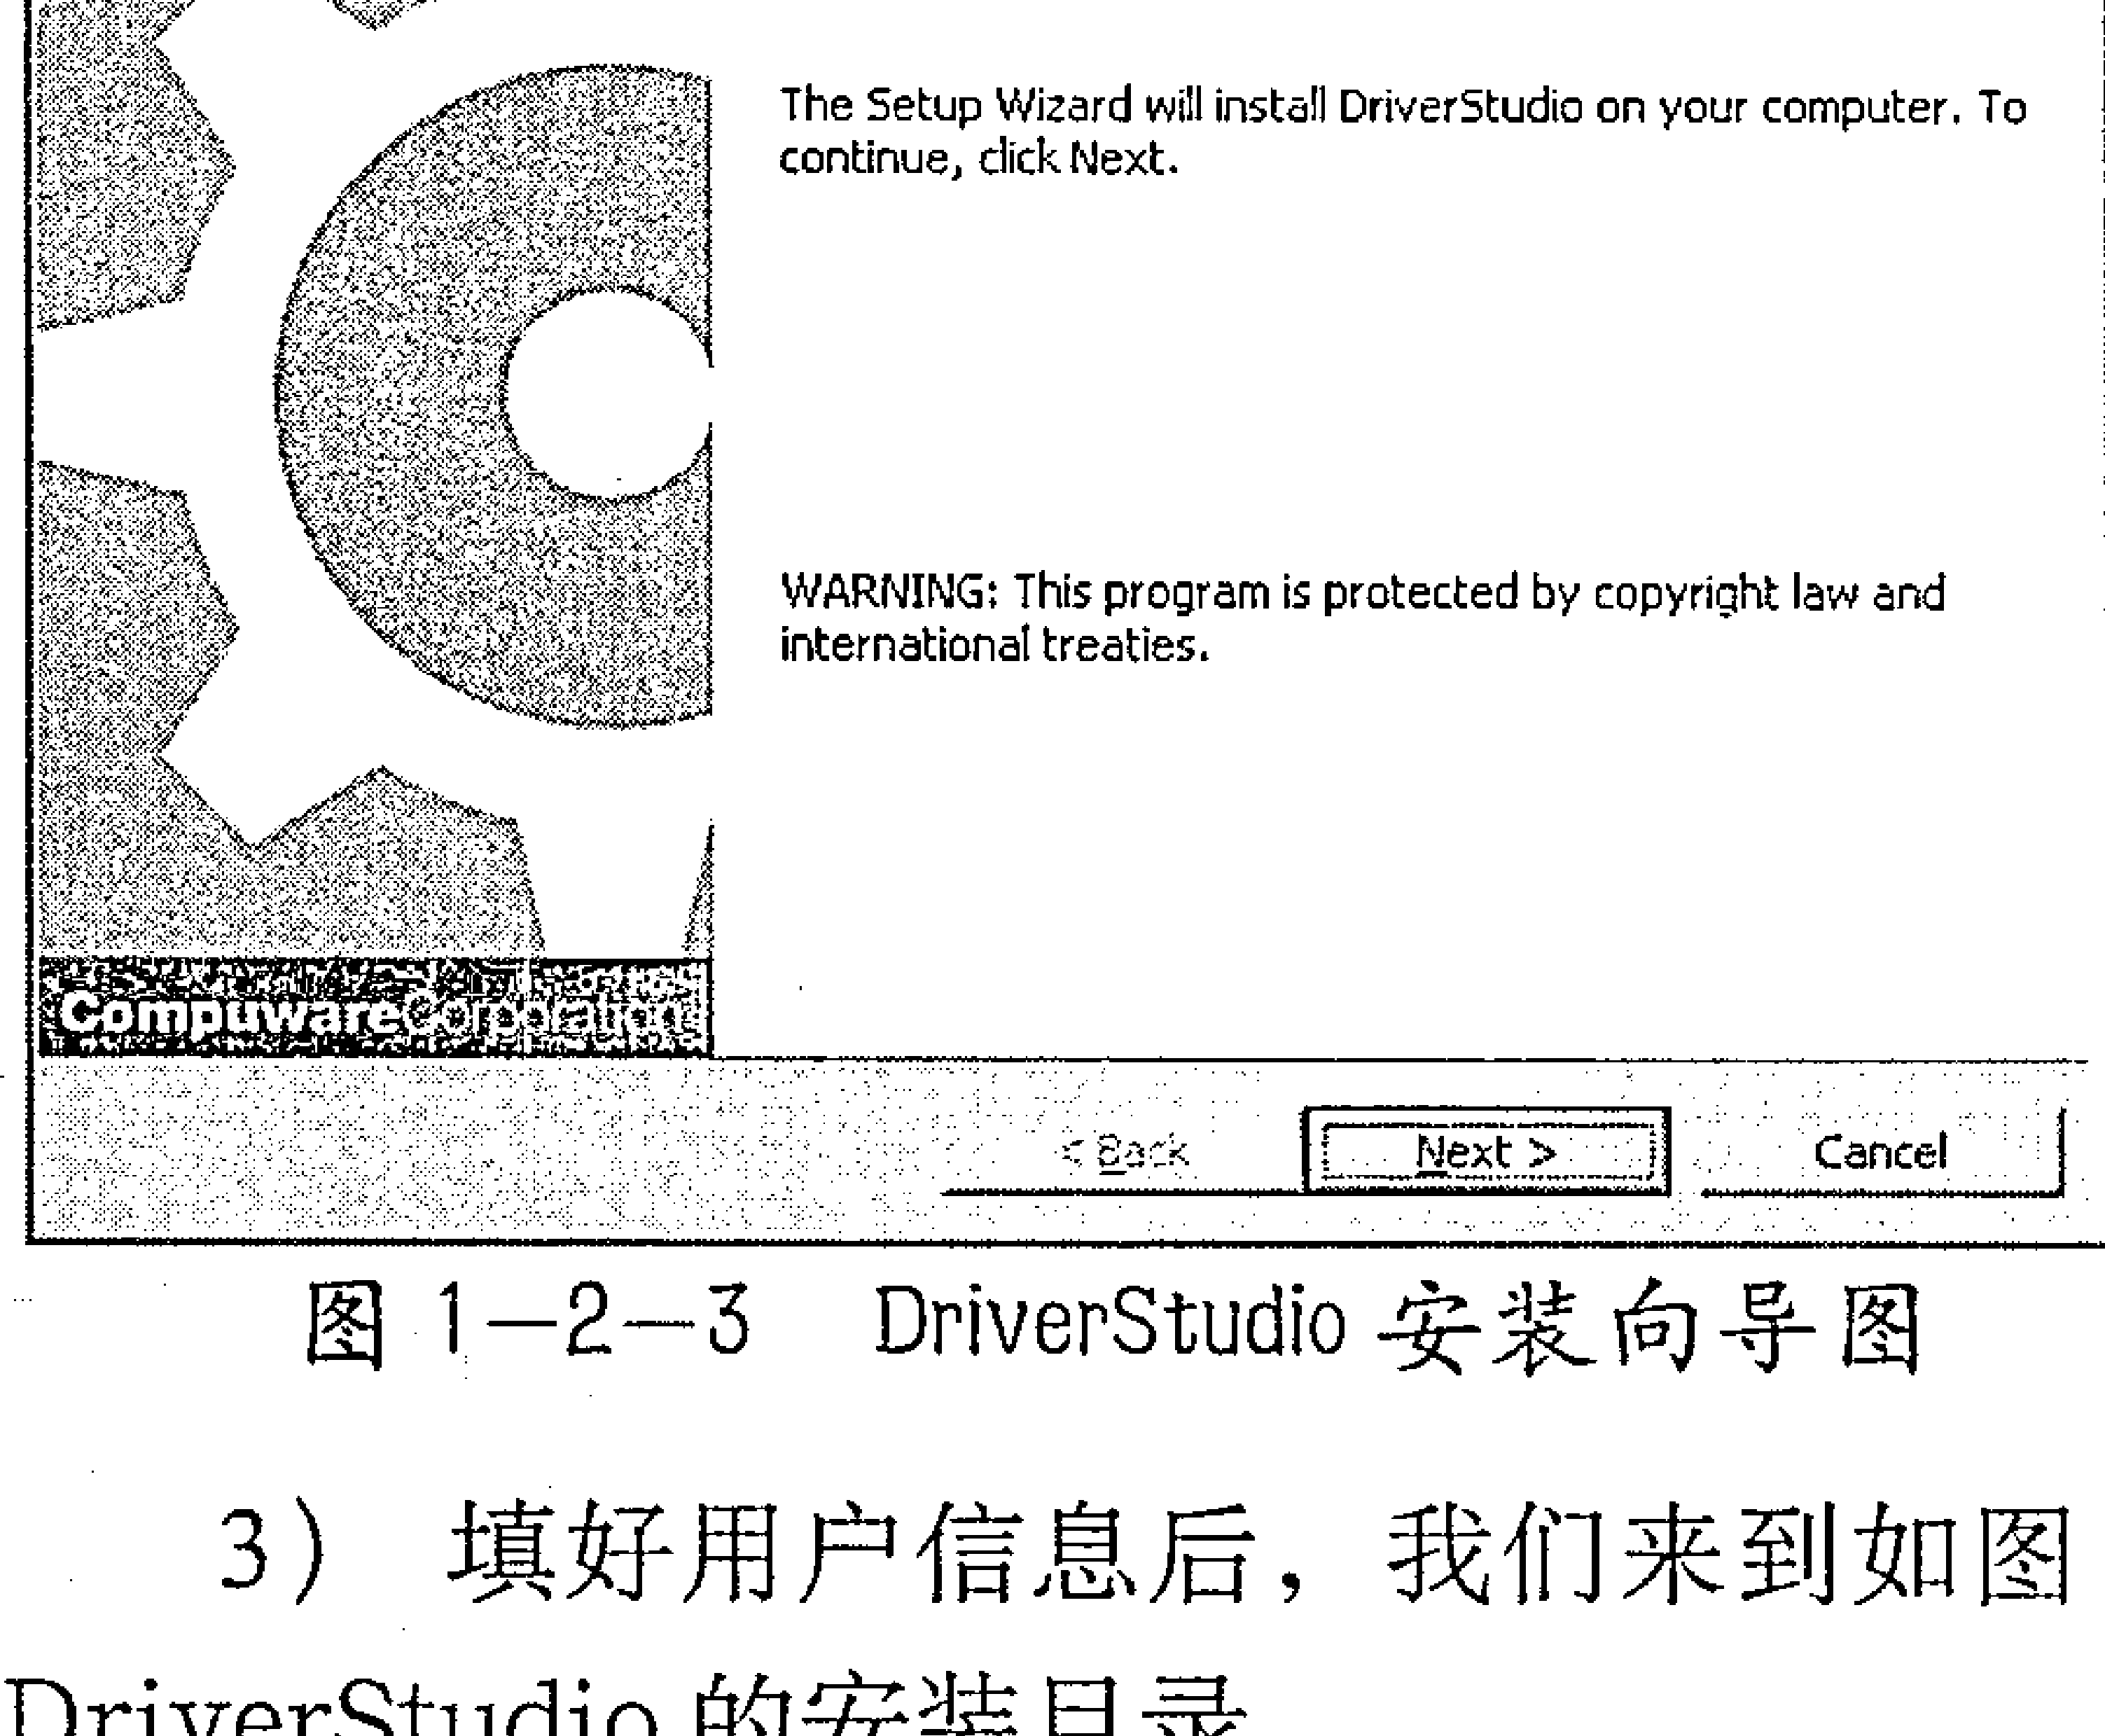 The Setup Wizard will install DriverStudio on your computer. To
continue, click Next.
WARNING: This program is protected by copyright law and
international treaties.
CompuwareCorporation
< Back
Next >
Cancel
图 1－2－3 DriverStudio 安装向导图
3） 填好用户信息后，我们来到如图
DriverStudio 的安装目录